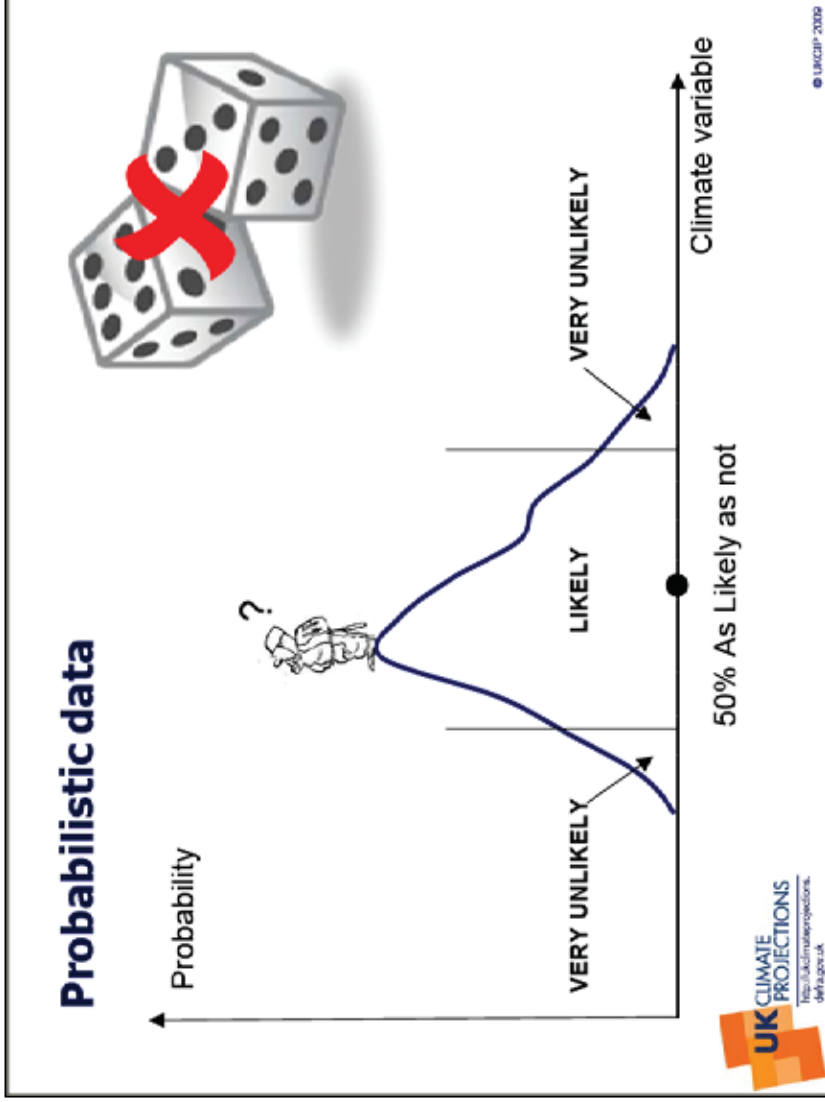 Probabilistic data
Probability
?
VERY UNLIKELY
LIKELY
VERY UNLIKELY
50% As Likely as not
Climate variable
UK CLIMATE
PROJECTIONS
http://ukclimateprojections.
defra.gov.uk
© UKCIP 2009